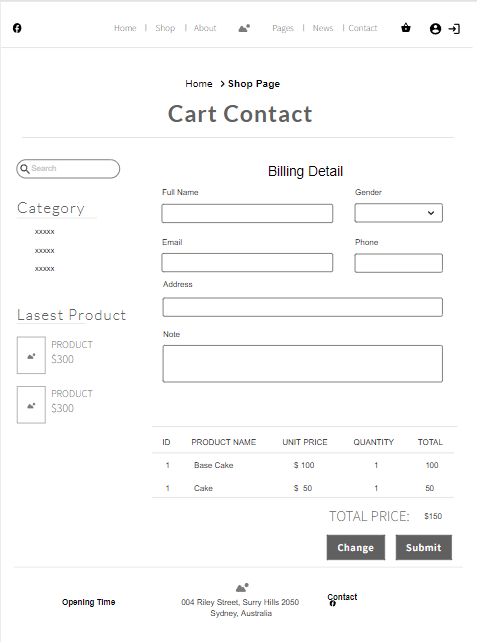 Home | Shop | About Pages | News | Contact
Home > Shop Page
Cart Contact
Search
Category
xxxxx
xxxxx
xxxxx
Lasest Product
PRODUCT
$300
PRODUCT
$300
Billing Detail
Full Name Gender
Email Phone
Address
Note
ID PRODUCT NAME UNIT PRICE QUANTITY TOTAL
1 Base Cake $ 100 1 100
1 Cake $ 50 1 50
TOTAL PRICE: $150
Change Submit
Opening Time
004 Riley Street, Surry Hills 2050
Sydney, Australia
Contact